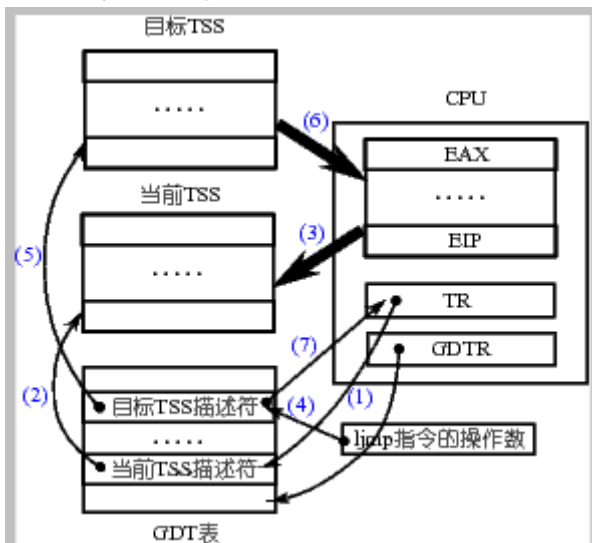 目标TSS
.....
CPU
(6)
EAX
.....
当前TSS
(3)
EIP
(5)
.....
TR
(7)
GDTR
(2)
目标TSS描述符
(4)
(1)
.....
ljmp指令的操作数
当前TSS描述符
GDT表